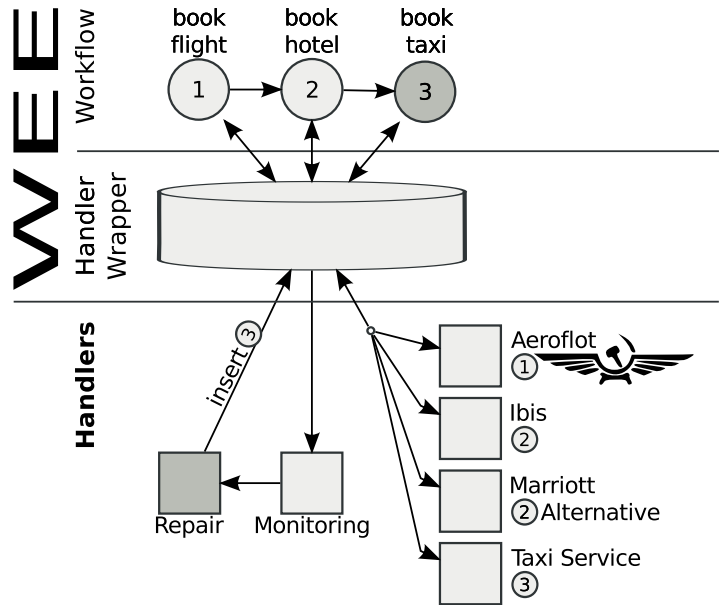 WEE
Workflow
book
flight
book
hotel
book
taxi
1
2
3
Handler
Wrapper
Handlers
insert 3
Repair
Monitoring
Aeroflot
1
Ibis
2
Marriott
2 Alternative
Taxi Service
3